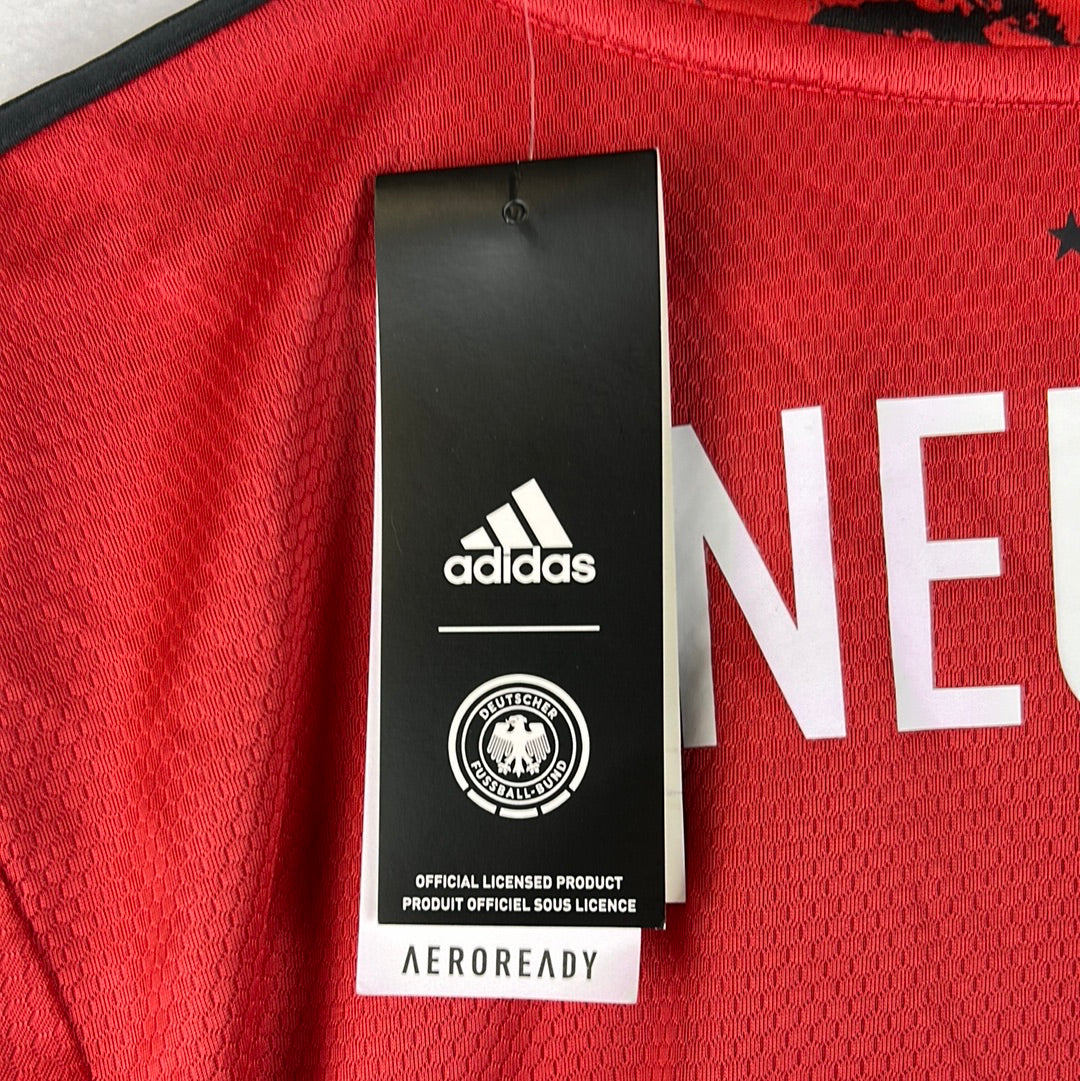 adidas
DEUTSCHER
FUSSBALL-BUND
OFFICIAL LICENSED PRODUCT
PRODUIT OFFICIEL SOUS LICENCE
AEROREADY
NEU